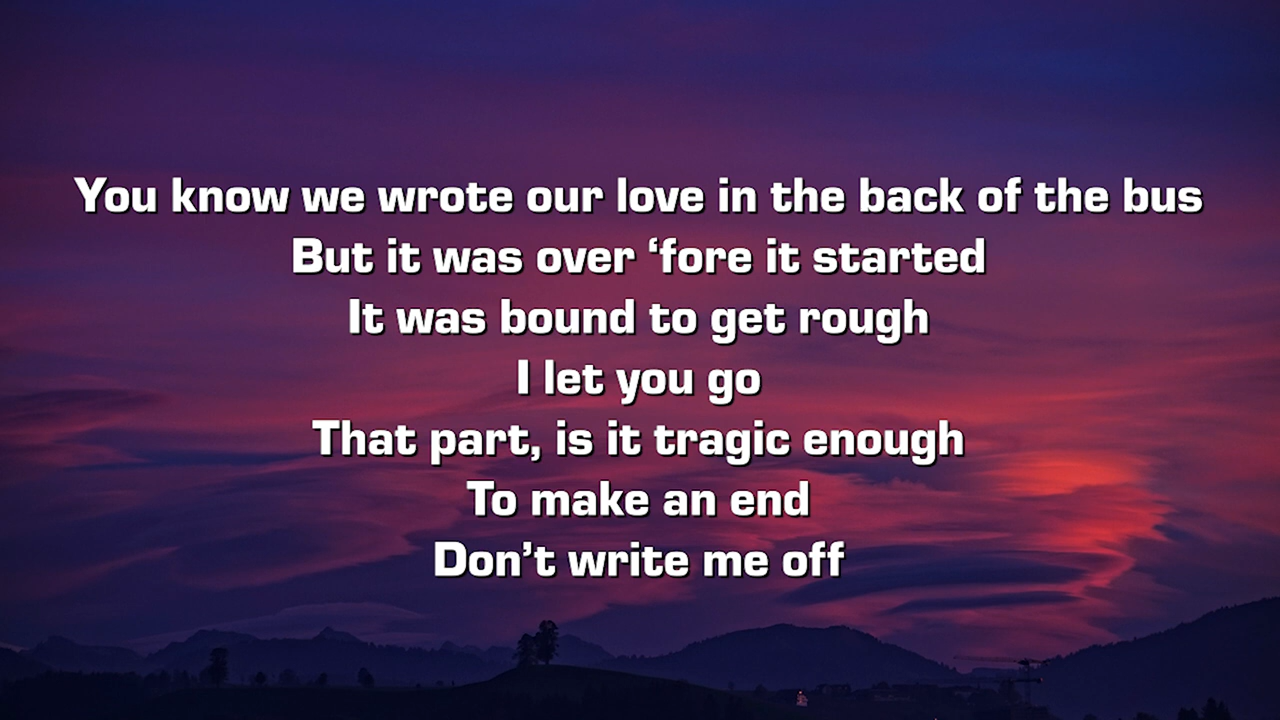 You know we wrote our love in the back of the bus
But it was over ‘fore it started
It was bound to get rough
I let you go
That part, is it tragic enough
To make an end
Don’t write me off